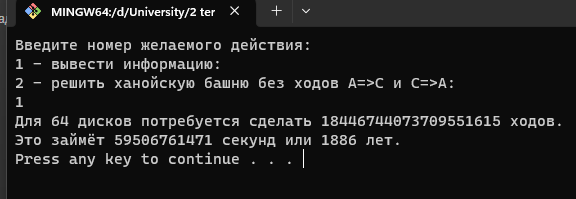 MINGW64:/d/University/2 ter
Введите номер желаемого действия:
1 - вывести информацию:
2 - решить ханойскую башню без ходов A=>C и C=>A:
1
Для 64 дисков потребуется сделать 18446744073709551615 ходов.
Это займёт 59506761471 секунд или 1886 лет.
Press any key to continue . . .